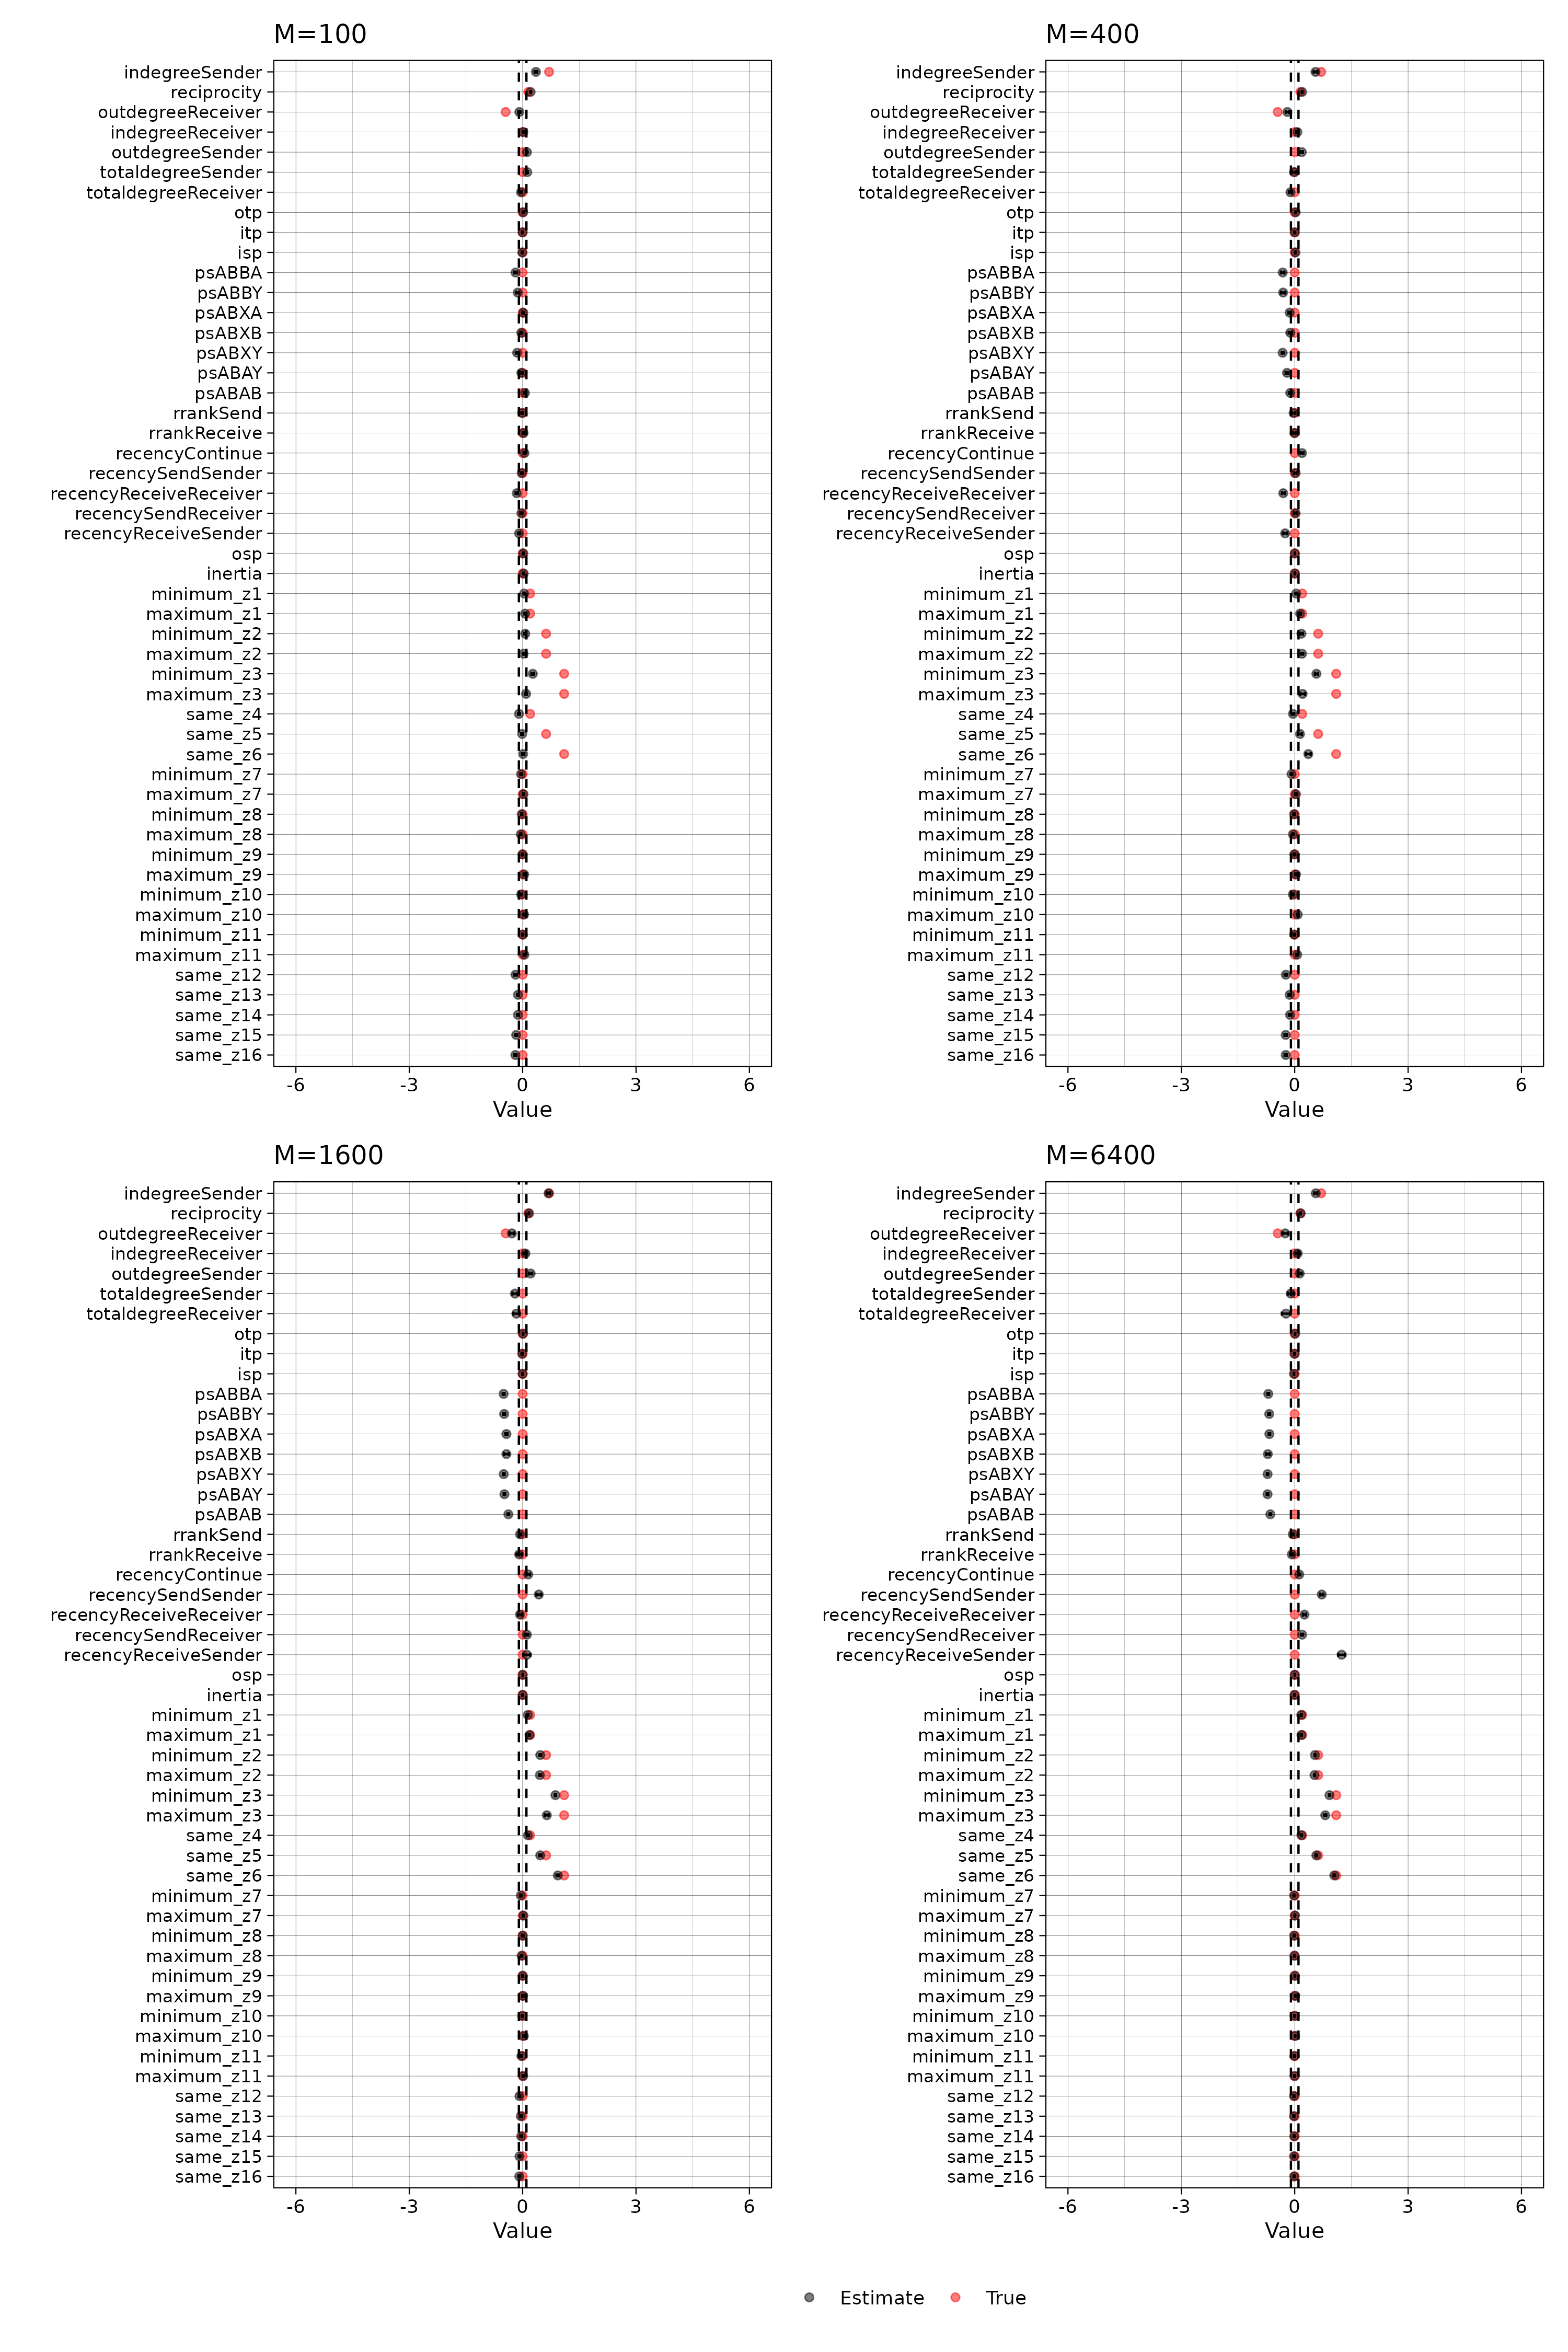 M=100
indegreeSender
reciprocity
outdegreeReceiver
indegreeReceiver
outdegreeSender
totaldegreeSender
totaldegreeReceiver
otp
itp
isp
psABBA
psABBY
psABXA
psABXB
psABXY
psABAY
psABAB
rrankSend
rrankReceive
recencyContinue
recencySendSender
recencyReceiveReceiver
recencySendReceiver
recencyReceiveSender
osp
inertia
minimum_z1
maximum_z1
minimum_z2
maximum_z2
minimum_z3
maximum_z3
same_z4
same_z5
same_z6
minimum_z7
maximum_z7
minimum_z8
maximum_z8
minimum_z9
maximum_z9
minimum_z10
maximum_z10
minimum_z11
maximum_z11
same_z12
same_z13
same_z14
same_z15
same_z16
-6 -3 0 3 6
Value
M=400
indegreeSender
reciprocity
outdegreeReceiver
indegreeReceiver
outdegreeSender
totaldegreeSender
totaldegreeReceiver
otp
itp
isp
psABBA
psABBY
psABXA
psABXB
psABXY
psABAY
psABAB
rrankSend
rrankReceive
recencyContinue
recencySendSender
recencyReceiveReceiver
recencySendReceiver
recencyReceiveSender
osp
inertia
minimum_z1
maximum_z1
minimum_z2
maximum_z2
minimum_z3
maximum_z3
same_z4
same_z5
same_z6
minimum_z7
maximum_z7
minimum_z8
maximum_z8
minimum_z9
maximum_z9
minimum_z10
maximum_z10
minimum_z11
maximum_z11
same_z12
same_z13
same_z14
same_z15
same_z16
-6 -3 0 3 6
Value
M=1600
indegreeSender
reciprocity
outdegreeReceiver
indegreeReceiver
outdegreeSender
totaldegreeSender
totaldegreeReceiver
otp
itp
isp
psABBA
psABBY
psABXA
psABXB
psABXY
psABAY
psABAB
rrankSend
rrankReceive
recencyContinue
recencySendSender
recencyReceiveReceiver
recencySendReceiver
recencyReceiveSender
osp
inertia
minimum_z1
maximum_z1
minimum_z2
maximum_z2
minimum_z3
maximum_z3
same_z4
same_z5
same_z6
minimum_z7
maximum_z7
minimum_z8
maximum_z8
minimum_z9
maximum_z9
minimum_z10
maximum_z10
minimum_z11
maximum_z11
same_z12
same_z13
same_z14
same_z15
same_z16
-6 -3 0 3 6
Value
M=6400
indegreeSender
reciprocity
outdegreeReceiver
indegreeReceiver
outdegreeSender
totaldegreeSender
totaldegreeReceiver
otp
itp
isp
psABBA
psABBY
psABXA
psABXB
psABXY
psABAY
psABAB
rrankSend
rrankReceive
recencyContinue
recencySendSender
recencyReceiveReceiver
recencySendReceiver
recencyReceiveSender
osp
inertia
minimum_z1
maximum_z1
minimum_z2
maximum_z2
minimum_z3
maximum_z3
same_z4
same_z5
same_z6
minimum_z7
maximum_z7
minimum_z8
maximum_z8
minimum_z9
maximum_z9
minimum_z10
maximum_z10
minimum_z11
maximum_z11
same_z12
same_z13
same_z14
same_z15
same_z16
-6 -3 0 3 6
Value
Estimate True